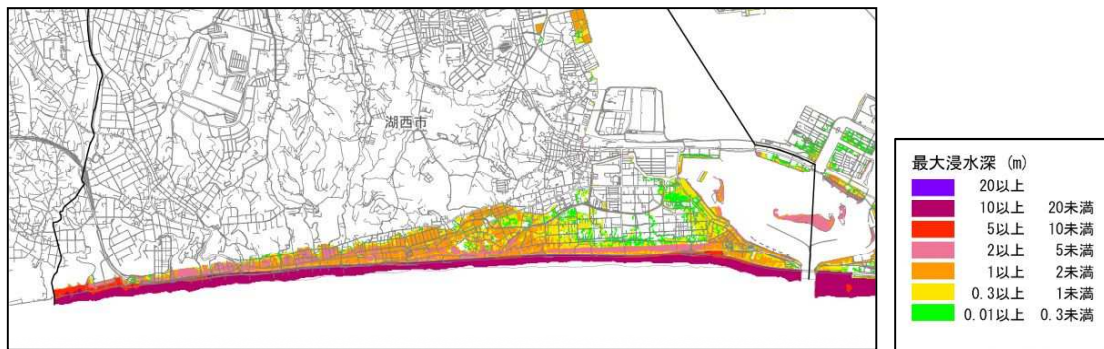 湖西市
最大浸水深 (m)
20以上
10以上 20未満
5以上 10未満
2以上 5未満
1以上 2未満
0.3以上 1未満
0.01以上 0.3未満